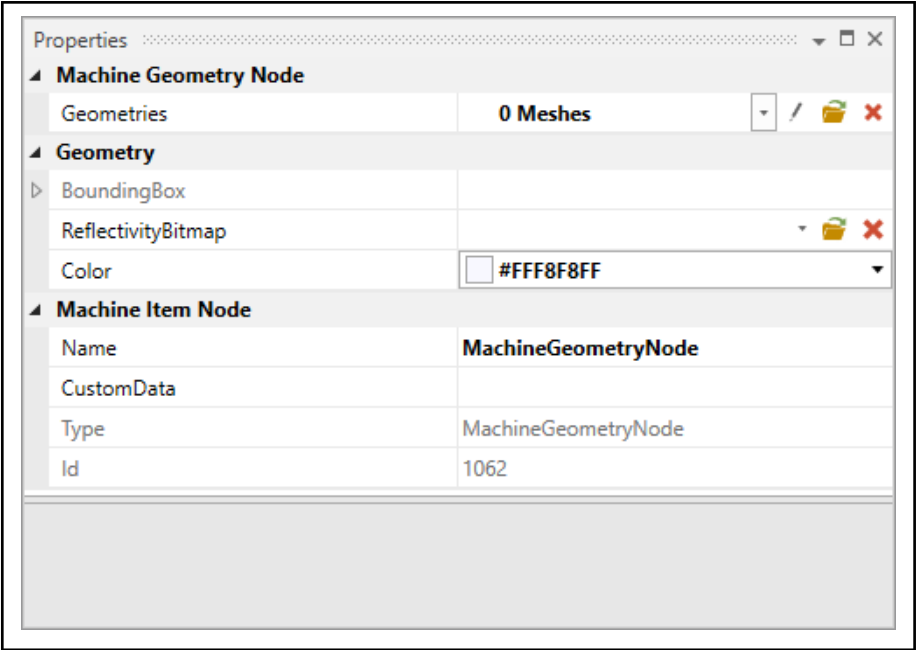 Properties
Machine Geometry Node
Geometries 0 Meshes
Geometry
BoundingBox
ReflectivityBitmap
Color #FFF8F8FF
Machine Item Node
Name MachineGeometryNode
CustomData
Type MachineGeometryNode
Id 1062